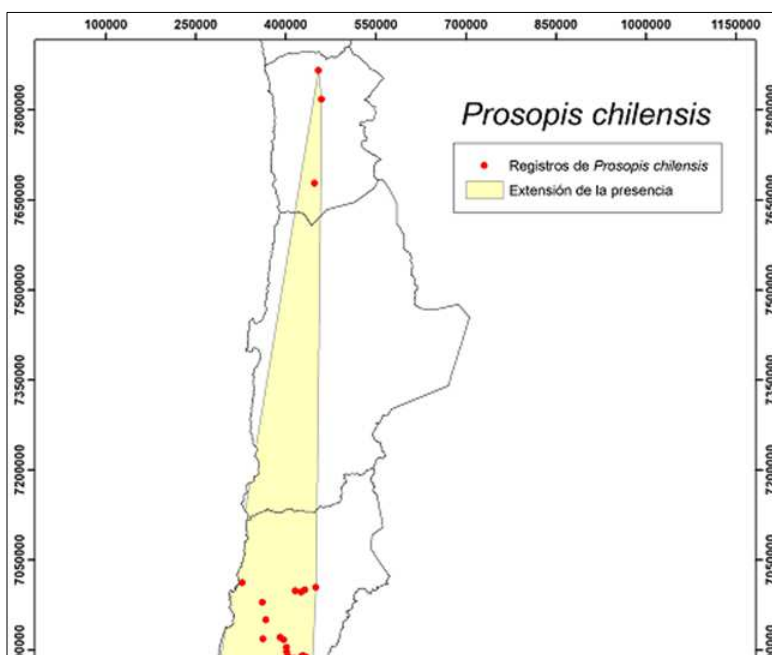 100000 250000 400000 550000 700000 850000 1000000 1150000
Prosopis chilensis
Registros de Prosopis chilensis
Extensión de la presencia
7800000 7800000
7650000 7650000
7500000 7500000
7350000 7350000
7200000 7200000
7050000 7050000